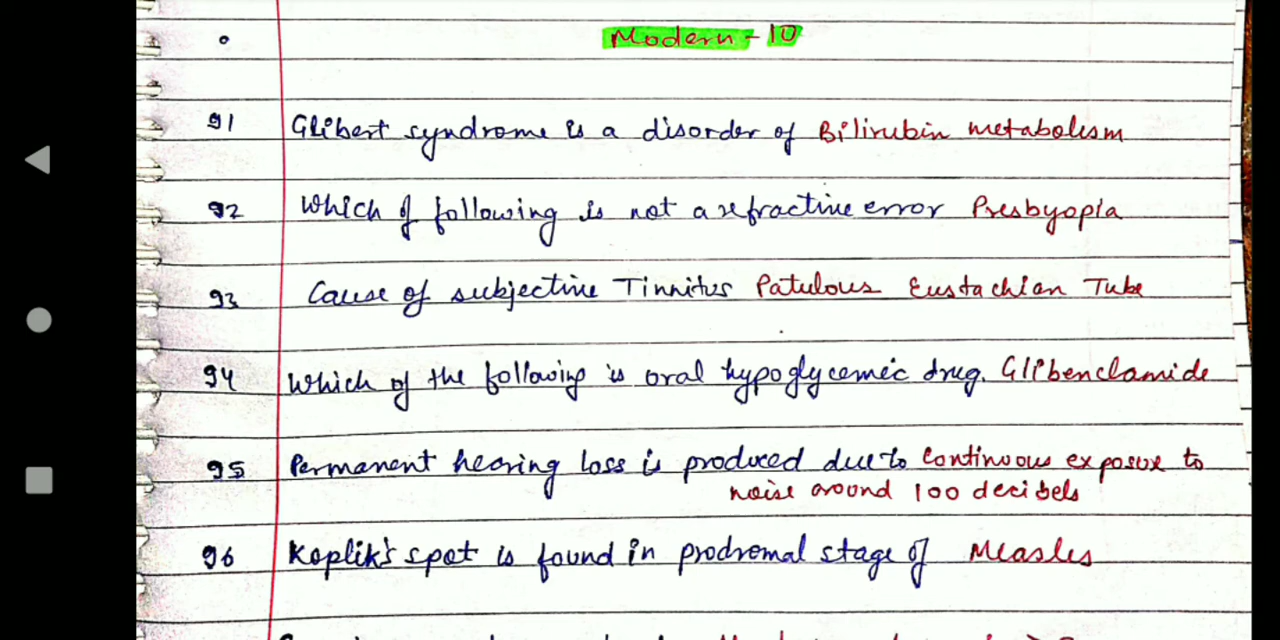 Modern - 10
91 Glibert syndrome is a disorder of Bilirubin metabolism
92 Which of following is not a refractive error Presbyopia
93 Cause of subjective Tinnitus Patulous Eustachian Tube
94 Which of the following is oral hypoglycemic drug. Glibenclamide
95 Permanent hearing loss is produced due to continuous exposure to
noise around 100 decibels
96 Koplik's spot is found in prodromal stage of Measles